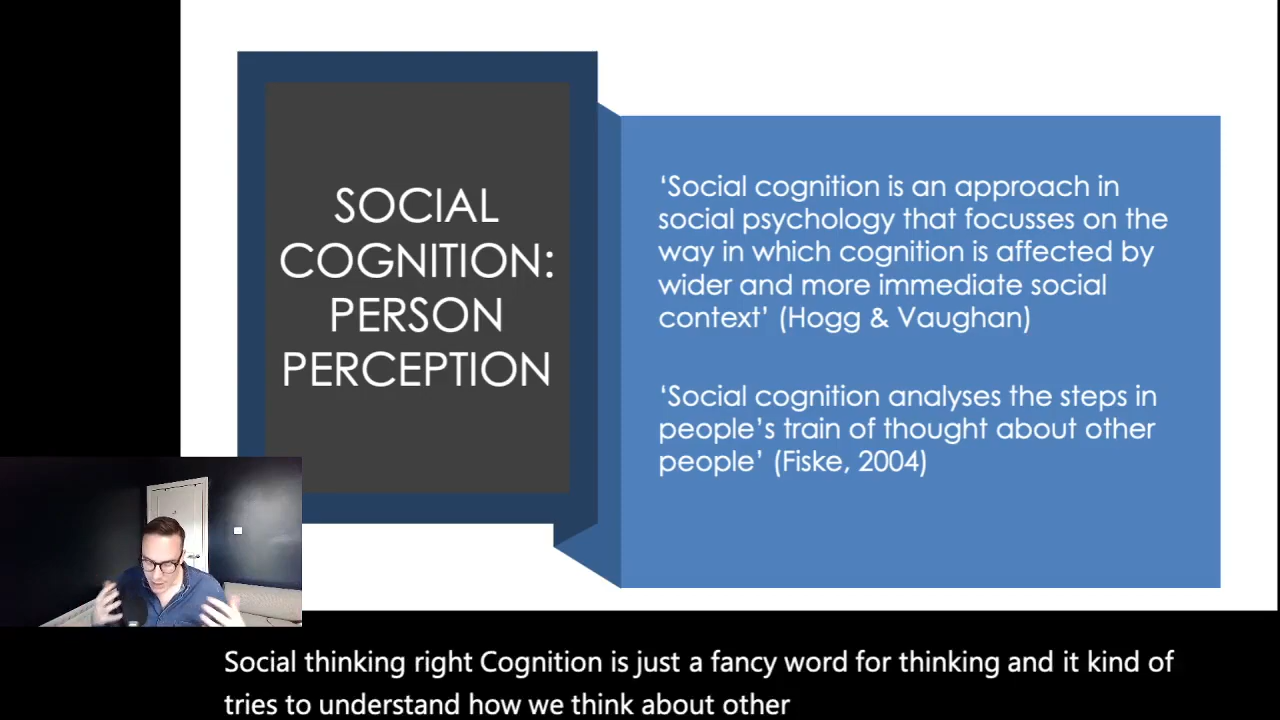 SOCIAL
COGNITION:
PERSON
PERCEPTION
‘Social cognition is an approach in
social psychology that focusses on the
way in which cognition is affected by
wider and more immediate social
context’ (Hogg & Vaughan)
‘Social cognition analyses the steps in
people’s train of thought about other
people’ (Fiske, 2004)
Social thinking right Cognition is just a fancy word for thinking and it kind of
tries to understand how we think about other